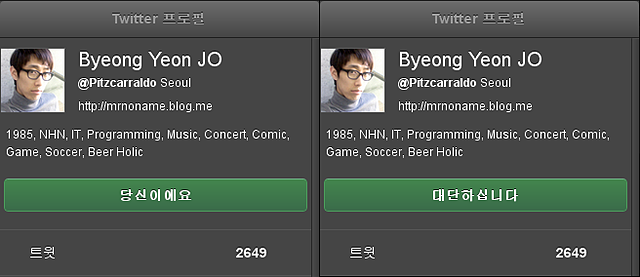 Twitter 프로필
Byeong Yeon JO
@Pitzcarraldo Seoul
http://mrnoname.blog.me
1985, NHN, IT, Programming, Music, Concert, Comic,
Game, Soccer, Beer Holic
당신이에요
트윗 2649
Twitter 프로필
Byeong Yeon JO
@Pitzcarraldo Seoul
http://mrnoname.blog.me
1985, NHN, IT, Programming, Music, Concert, Comic,
Game, Soccer, Beer Holic
대단하십니다
트윗 2649